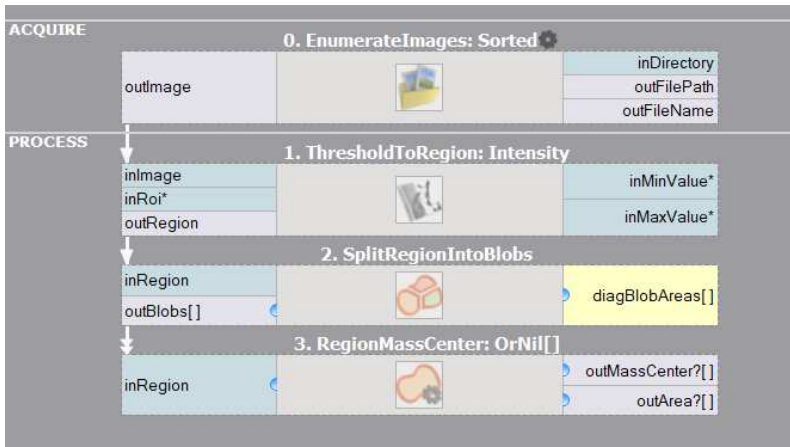 ACQUIRE
0. EnumerateImages: Sorted
outImage
inDirectory
outFilePath
outFileName
PROCESS
1. ThresholdToRegion: Intensity
inImage
inRoi*
outRegion
inMinValue*
inMaxValue*
2. SplitRegionIntoBlobs
inRegion
outBlobs[]
diagBlobAreas[]
3. RegionMassCenter: OrNil[]
inRegion
outMassCenter?[]
outArea?[]